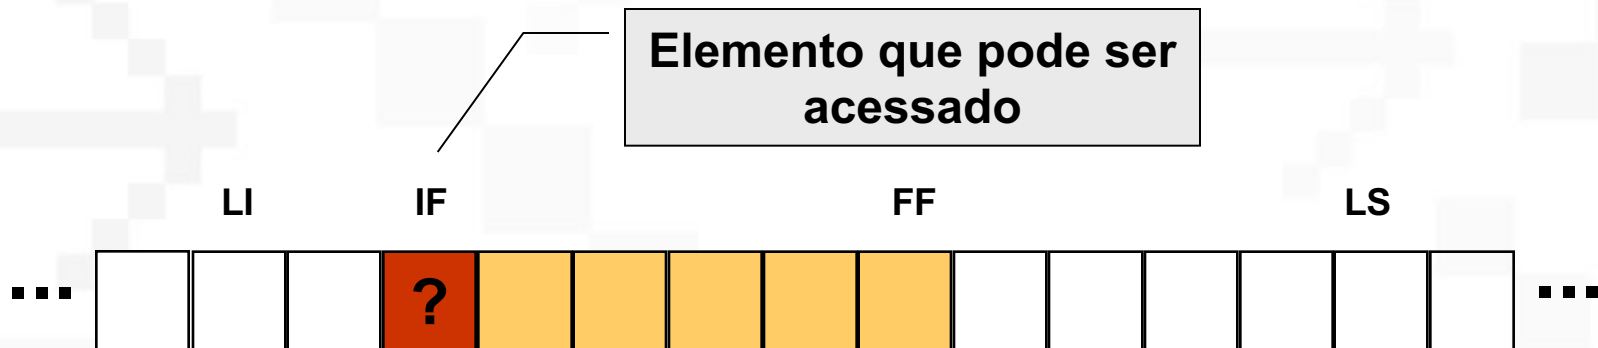 Elemento que pode ser
acessado
LI IF FF LS
... ? ...